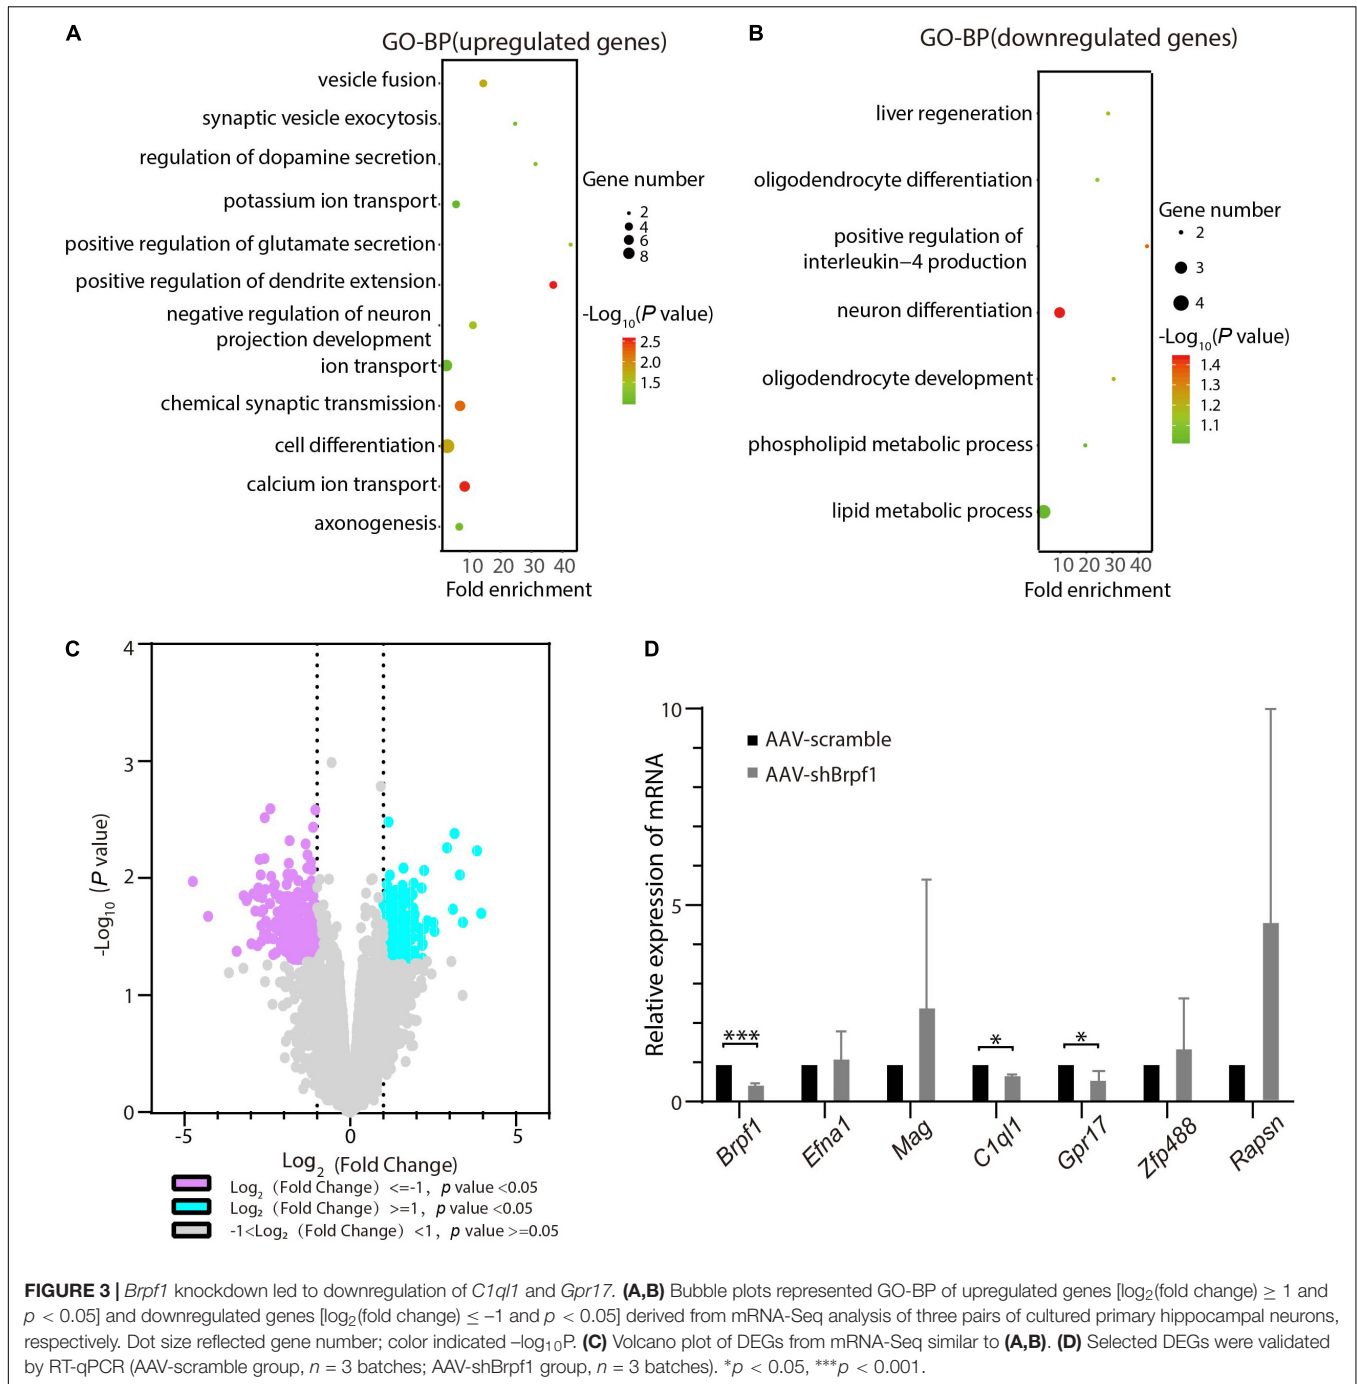 A
GO-BP(upregulated genes)
vesicle fusion
synaptic vesicle exocytosis
regulation of dopamine secretion
potassium ion transport
positive regulation of glutamate secretion
positive regulation of dendrite extension
negative regulation of neuron
projection development
ion transport
chemical synaptic transmission
cell differentiation
calcium ion transport
axonogenesis
10 20 30 40
Fold enrichment
Gene number
2
4
6
8
-Log10(P value)
2.5
2.0
1.5
B
GO-BP(downregulated genes)
liver regeneration
oligodendrocyte differentiation
positive regulation of
interleukin−4 production
neuron differentiation
oligodendrocyte development
phospholipid metabolic process
lipid metabolic process
10 20 30 40
Fold enrichment
Gene number
2
3
4
-Log10(P value)
1.4
1.3
1.2
1.1
C
4
3
2
1
0
-Log10 (P value)
-5 0 5
Log2 (Fold Change)
Log2 (Fold Change) <=-1, p value <0.05
Log2 (Fold Change) >=1, p value <0.05
-1<Log2 (Fold Change) <1, p value >=0.05
D
10
5
0
Relative expression of mRNA
AAV-scramble
AAV-shBrpf1
***
*
*
Brpf1
Efna1
Mag
C1ql1
Gpr17
Zfp488
Rapsn
FIGURE 3 | Brpf1 knockdown led to downregulation of C1ql1 and Gpr17. (A,B) Bubble plots represented GO-BP of upregulated genes [log2(fold change) ≥ 1 and
p < 0.05] and downregulated genes [log2(fold change) ≤ −1 and p < 0.05] derived from mRNA-Seq analysis of three pairs of cultured primary hippocampal neurons,
respectively. Dot size reflected gene number; color indicated –log10P. (C) Volcano plot of DEGs from mRNA-Seq similar to (A,B). (D) Selected DEGs were validated
by RT-qPCR (AAV-scramble group, n = 3 batches; AAV-shBrpf1 group, n = 3 batches). *p < 0.05, ***p < 0.001.